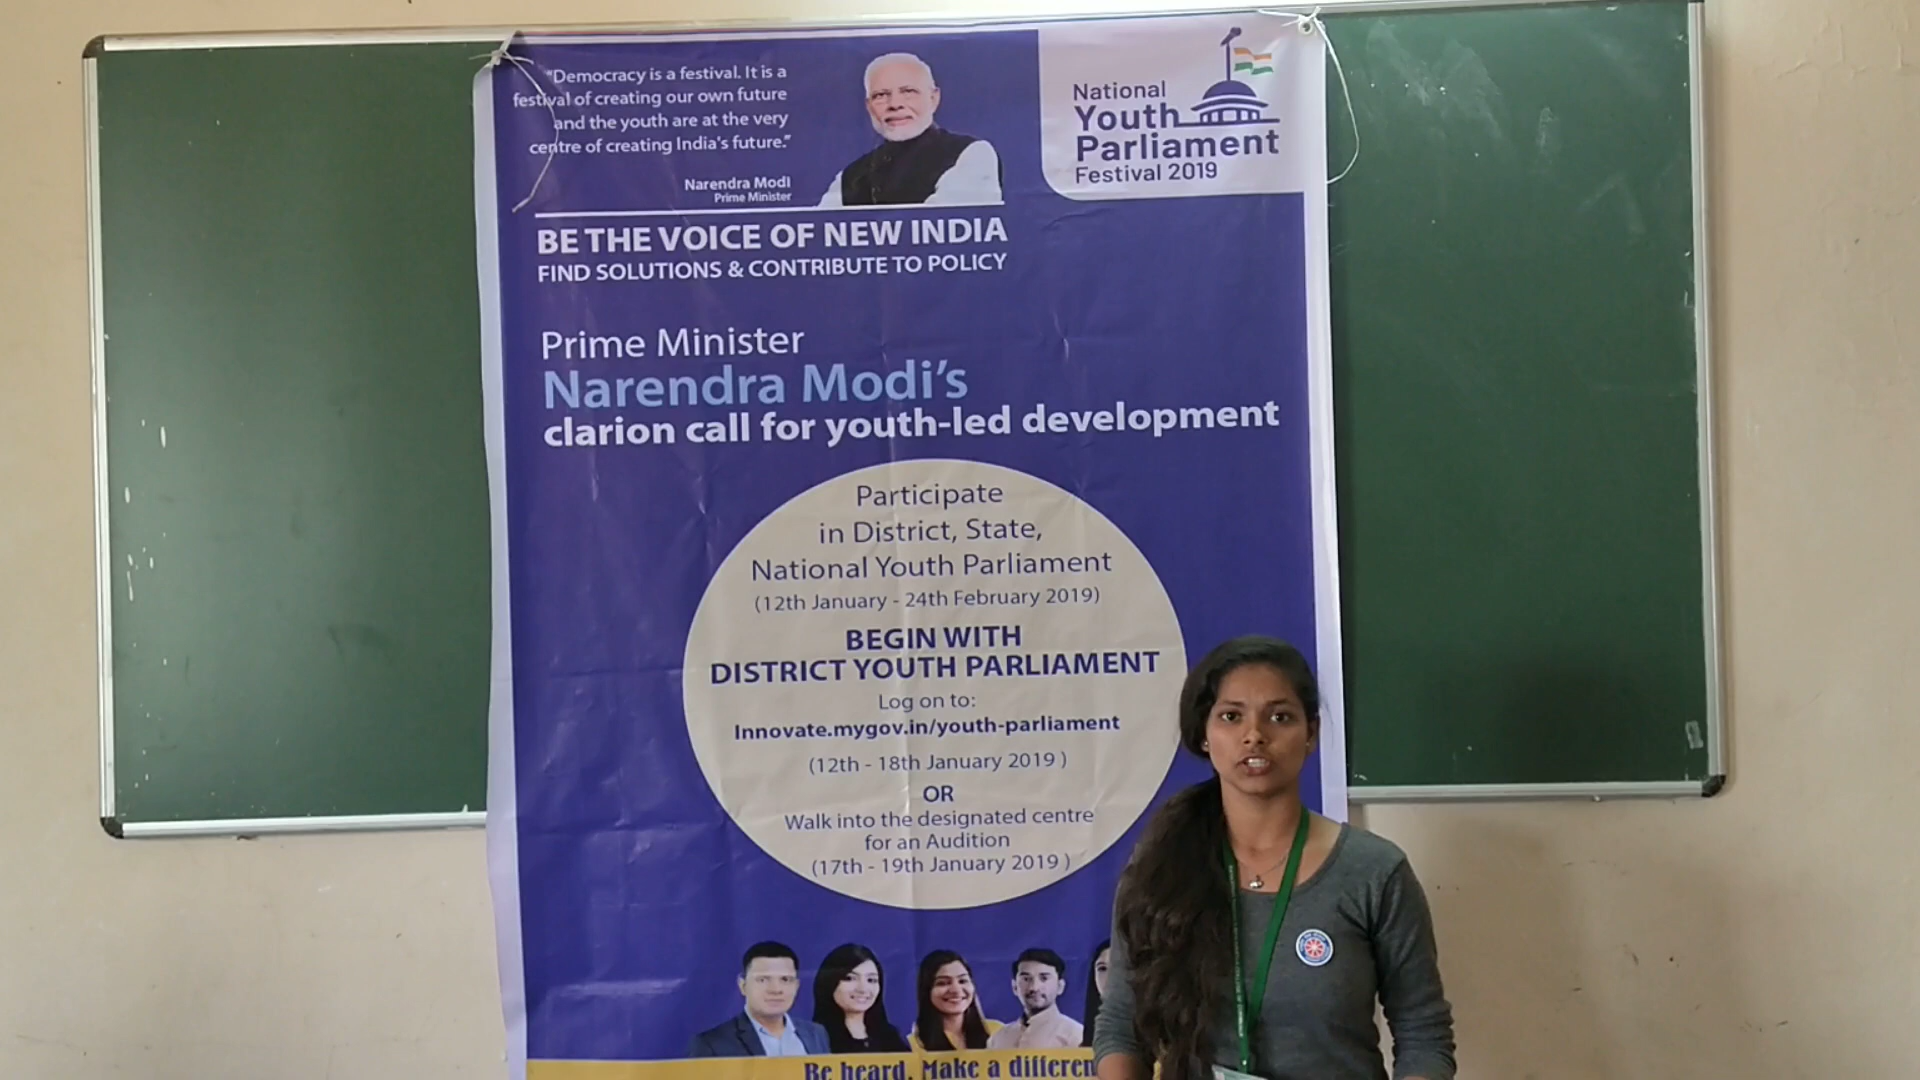 "Democracy is a festival. It is a
festival of creating our own future
and the youth are at the very
centre of creating India's future."
Narendra Modi
Prime Minister
National
Youth
Parliament
Festival 2019
BE THE VOICE OF NEW INDIA
FIND SOLUTIONS & CONTRIBUTE TO POLICY
Prime Minister
Narendra Modi's
clarion call for youth-led development
Participate
in District, State,
National Youth Parliament
(12th January - 24th February 2019)
BEGIN WITH
DISTRICT YOUTH PARLIAMENT
Log on to:
Innovate.mygov.in/youth-parliament
(12th - 18th January 2019 )
OR
Walk into the designated centre
for an Audition
(17th - 19th January 2019 )
Be heard. Make a differen